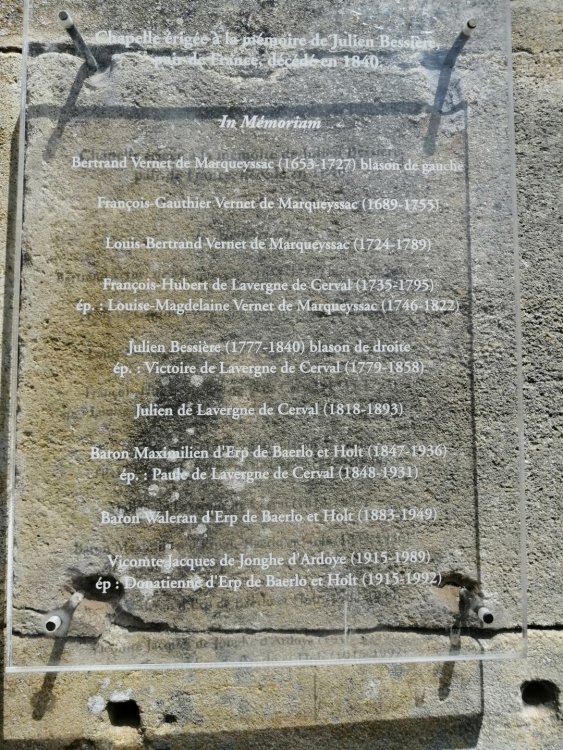 Chapelle érigée à la mémoire de Julien Bessière,
pair de France, décédé en 1840.
In Mémoriam
Bertrand Vernet de Marqueyssac (1653-1727) blason de gauche
François-Gauthier Vernet de Marqueyssac (1689-1755)
Louis-Bertrand Vernet de Marqueyssac (1724-1789)
François-Hubert de Lavergne de Cerval (1735-1795)
ép. : Louise-Magdelaine Vernet de Marqueyssac (1746-1822)
Julien Bessière (1777-1840) blason de droite
ép. : Victoire de Lavergne de Cerval (1779-1858)
Julien de Lavergne de Cerval (1818-1893)
Baron Maximilien d'Erp de Baerlo et Holt (1847-1936)
ép. : Paule de Lavergne de Cerval (1848-1931)
Baron Waleran d'Erp de Baerlo et Holt (1883-1949)
Vicomte Jacques de Jonghe d'Ardoye (1915-1989)
ép : Donatienne d'Erp de Baerlo et Holt (1915-1992)